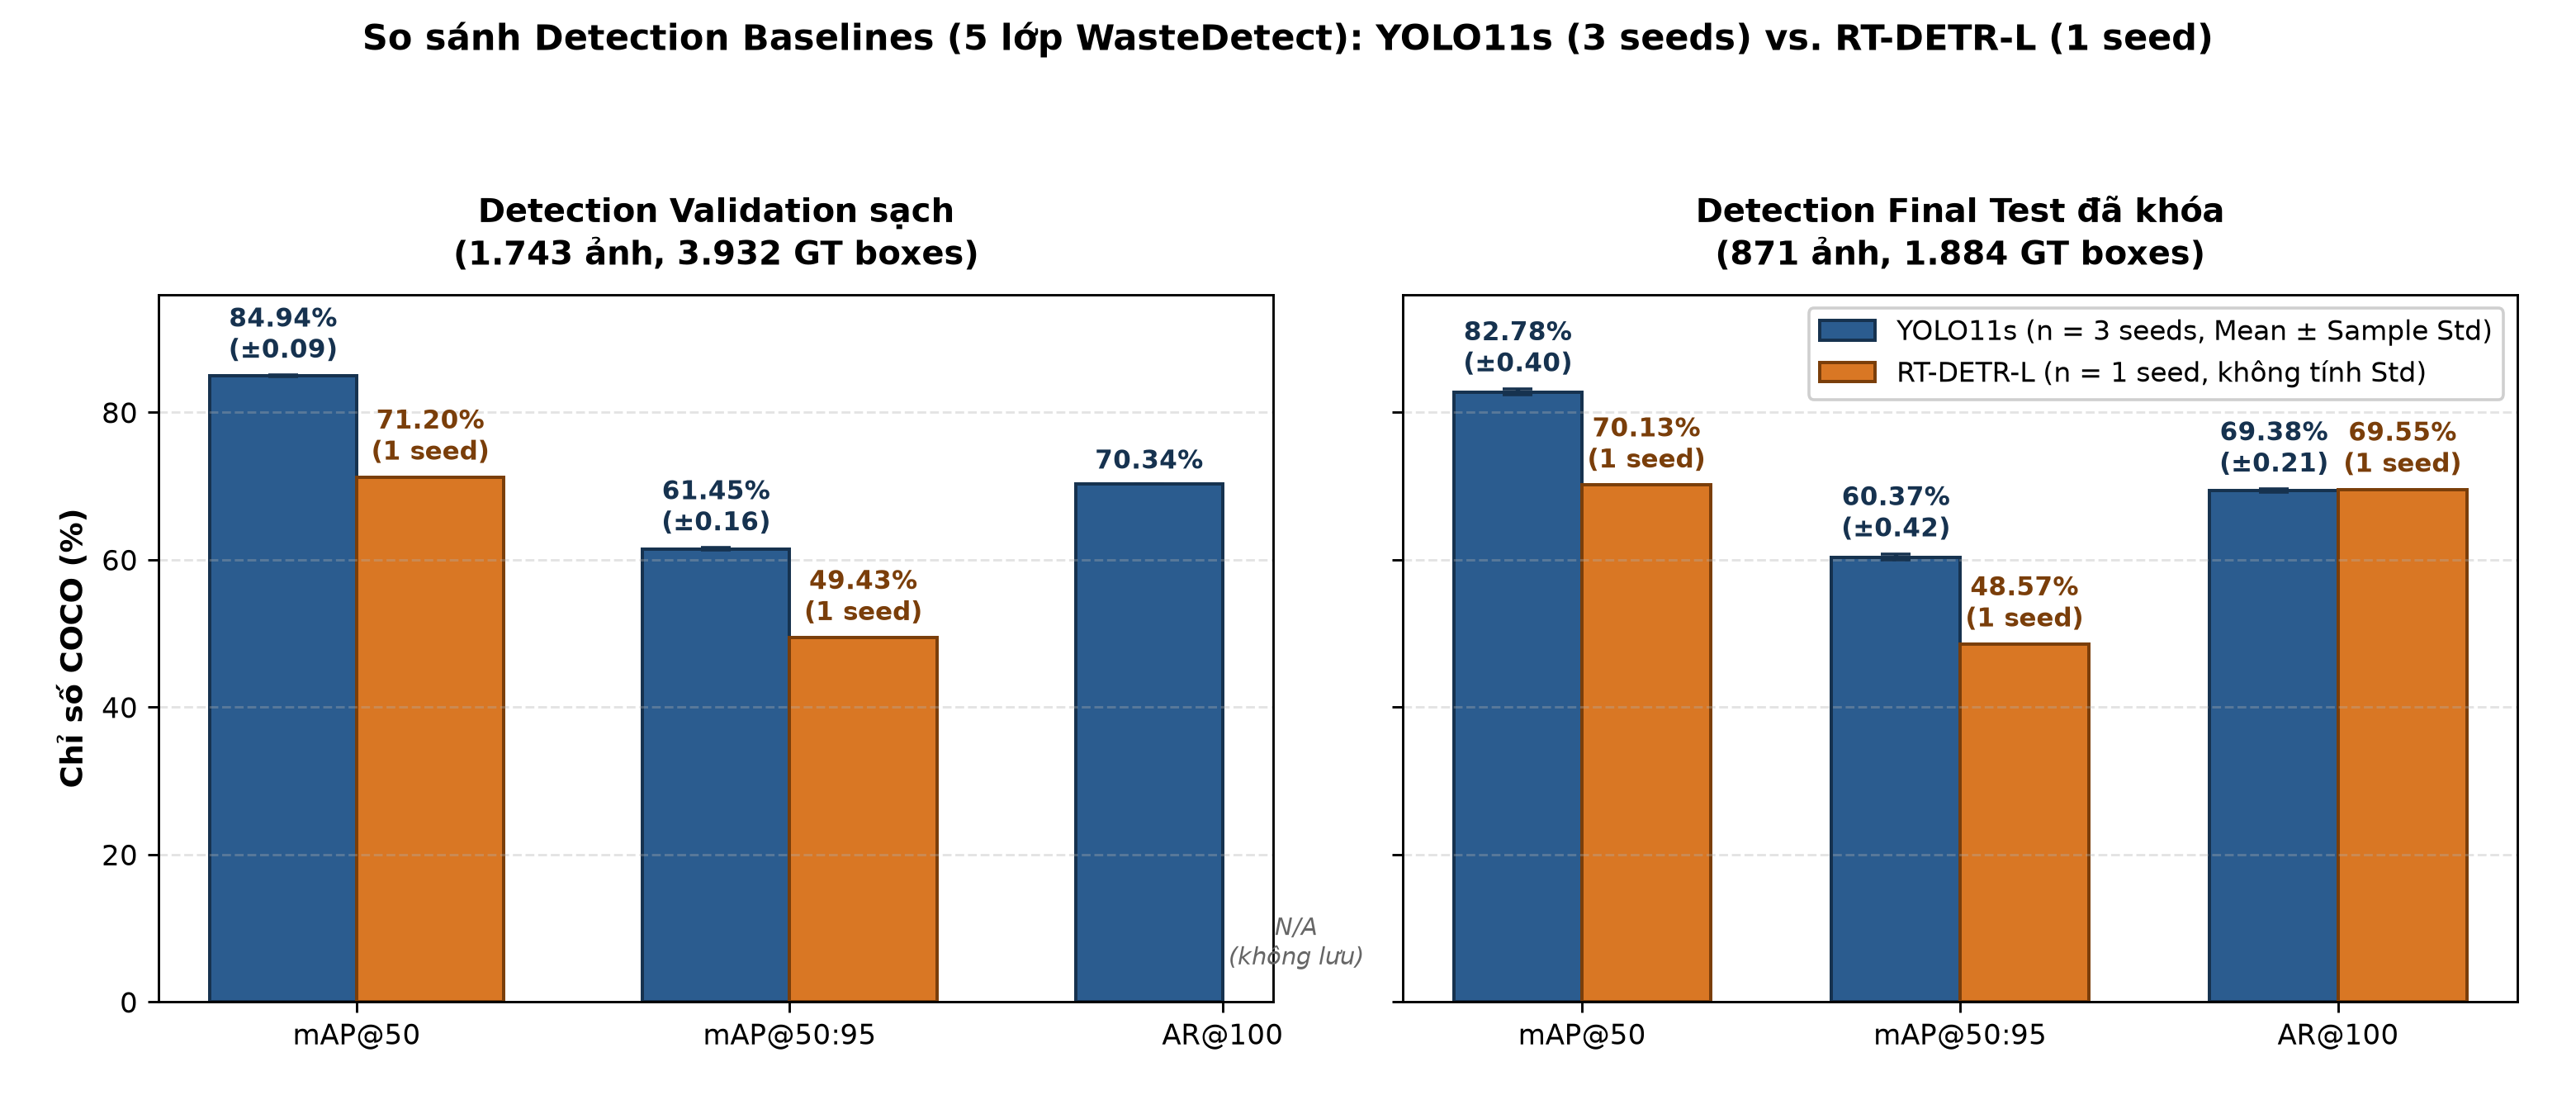 So sánh Detection Baselines (5 lớp WasteDetect): YOLO11s (3 seeds) vs. RT-DETR-L (1 seed)
Detection Validation sạch
(1.743 ảnh, 3.932 GT boxes)
Chỉ số COCO (%)
80
60
40
20
0
84.94%
(±0.09)
71.20%
(1 seed)
61.45%
(±0.16)
49.43%
(1 seed)
70.34%
N/A
(không lưu)
mAP@50
mAP@50:95
AR@100
Detection Final Test đã khóa
(871 ảnh, 1.884 GT boxes)
YOLO11s (n = 3 seeds, Mean ± Sample Std)
RT-DETR-L (n = 1 seed, không tính Std)
82.78%
(±0.40)
70.13%
(1 seed)
60.37%
(±0.42)
48.57%
(1 seed)
69.38%
(±0.21)
69.55%
(1 seed)
mAP@50
mAP@50:95
AR@100